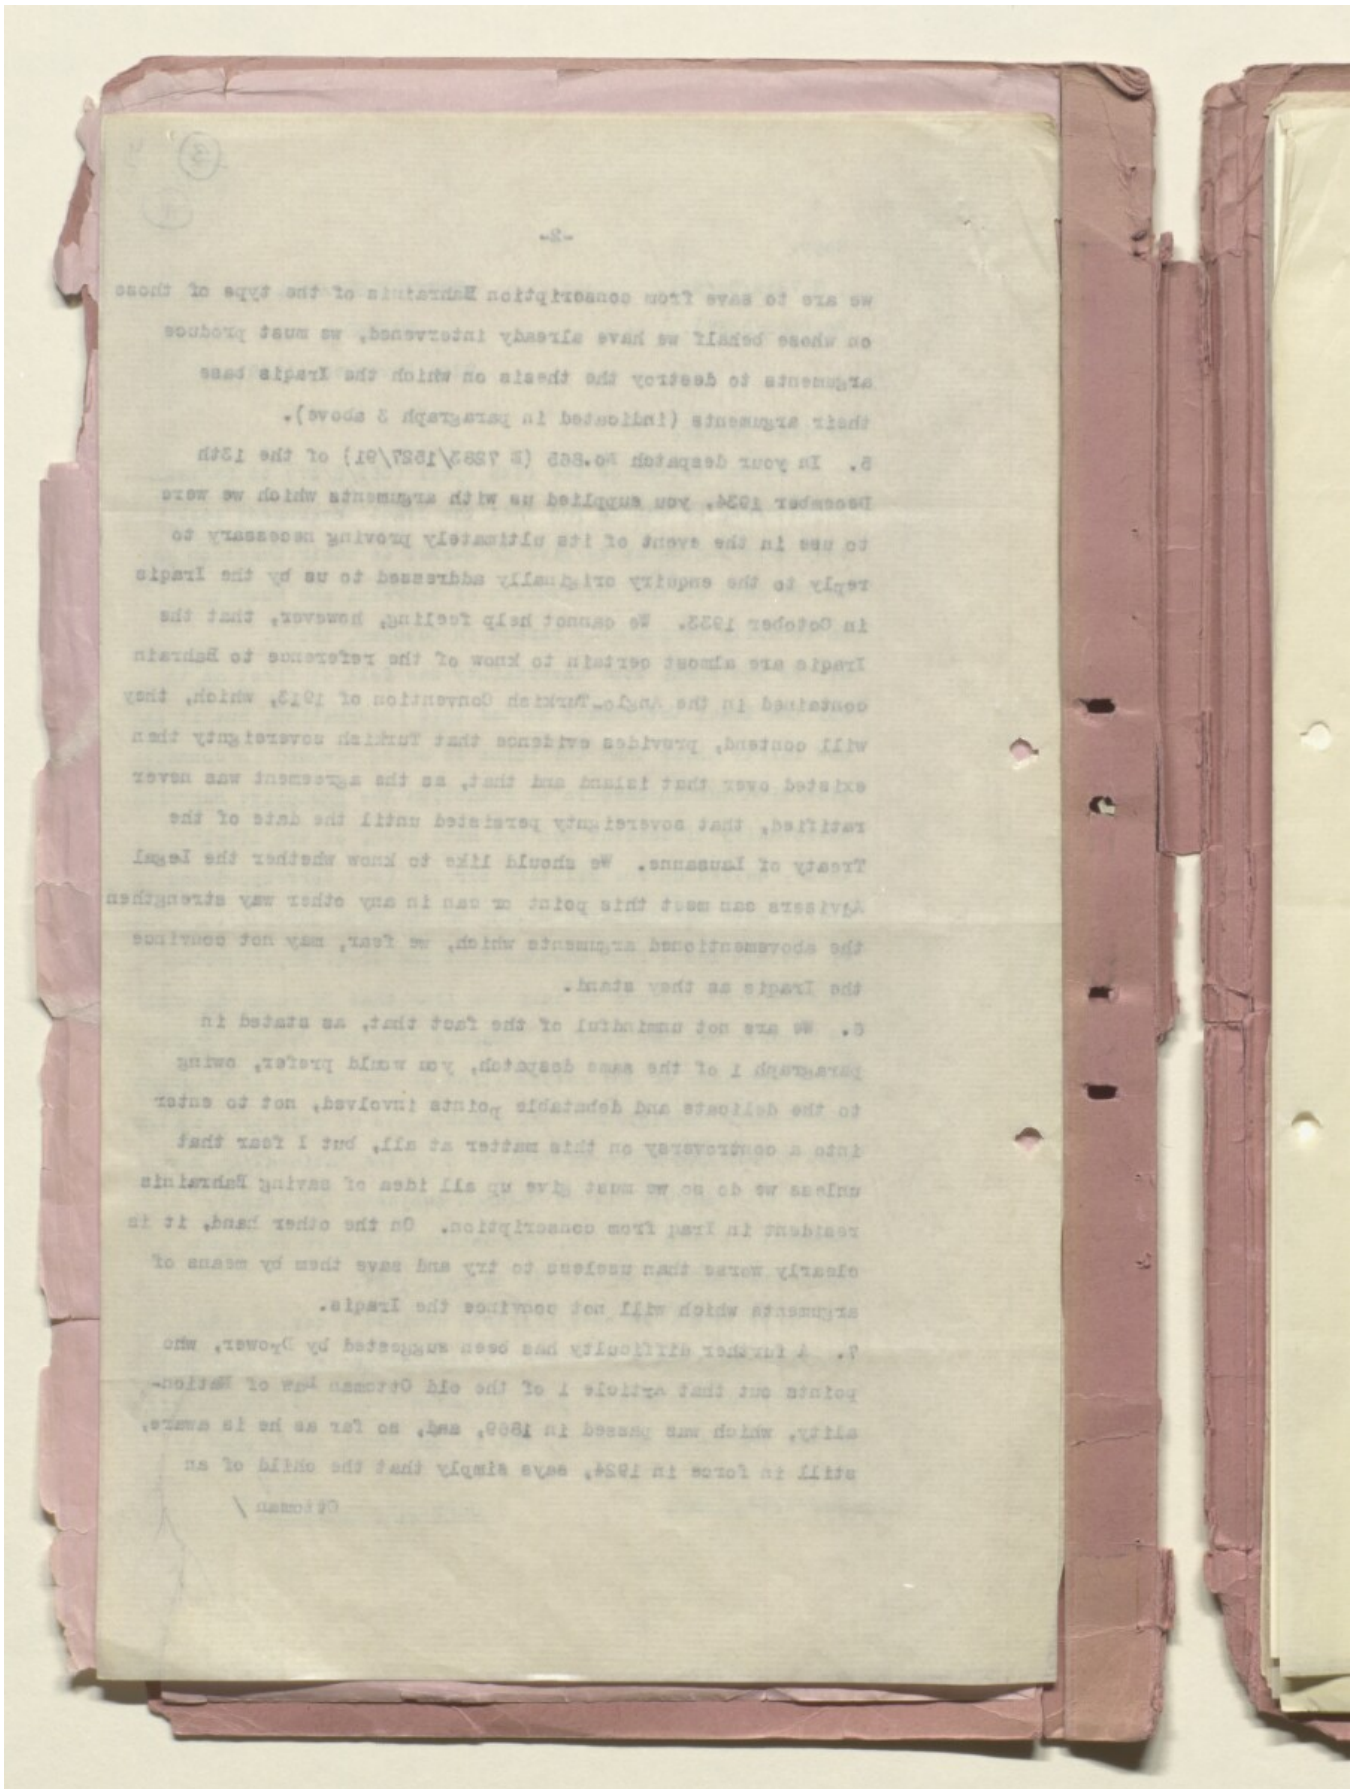 -2-
we are to save from conscription Bahrainis of the type of those
on whose behalf we have already intervened, we must produce
arguments to destroy the thesis on which the Iraqis base
their arguments (indicated in paragraph 3 above).
5. In your despatch No.865 (E 7283/1527/91) of the 13th
December 1934, you supplied us with arguments which we were
to use in the event of its ultimately proving necessary to
reply to the enquiry originally addressed to us by the Iraqis
in October 1933. We cannot help feeling, however, that the
Iraqis are almost certain to know of the reference to Bahrain
contained in the Anglo-Turkish Convention of 1913, which, they
will contend, provides evidence that Turkish sovereignty then
existed over that island and that, as the agreement was never
ratified, that sovereignty persisted until the date of the
Treaty of Lausanne. We should like to know whether the Legal
Advisers can meet this point or can in any other way strengthen
the abovementioned arguments which, we fear, may not convince
the Iraqis as they stand.
6. We are not unmindful of the fact that, as stated in
paragraph 1 of the same despatch, you would prefer, owing
to the delicate and debatable points involved, not to enter
into a controversy on this matter at all, but I fear that
unless we do so we must give up all idea of saving Bahrainis
resident in Iraq from conscription. On the other hand, it is
clearly worse than useless to try and save them by means of
arguments which will not convince the Iraqis.
7. A further difficulty has been suggested by Drower, who
points out that Article 1 of the old Ottoman Law of Nation-
ality, which was passed in 1869, and, so far as he is aware,
still in force in 1924, says simply that the child of an
Ottoman /